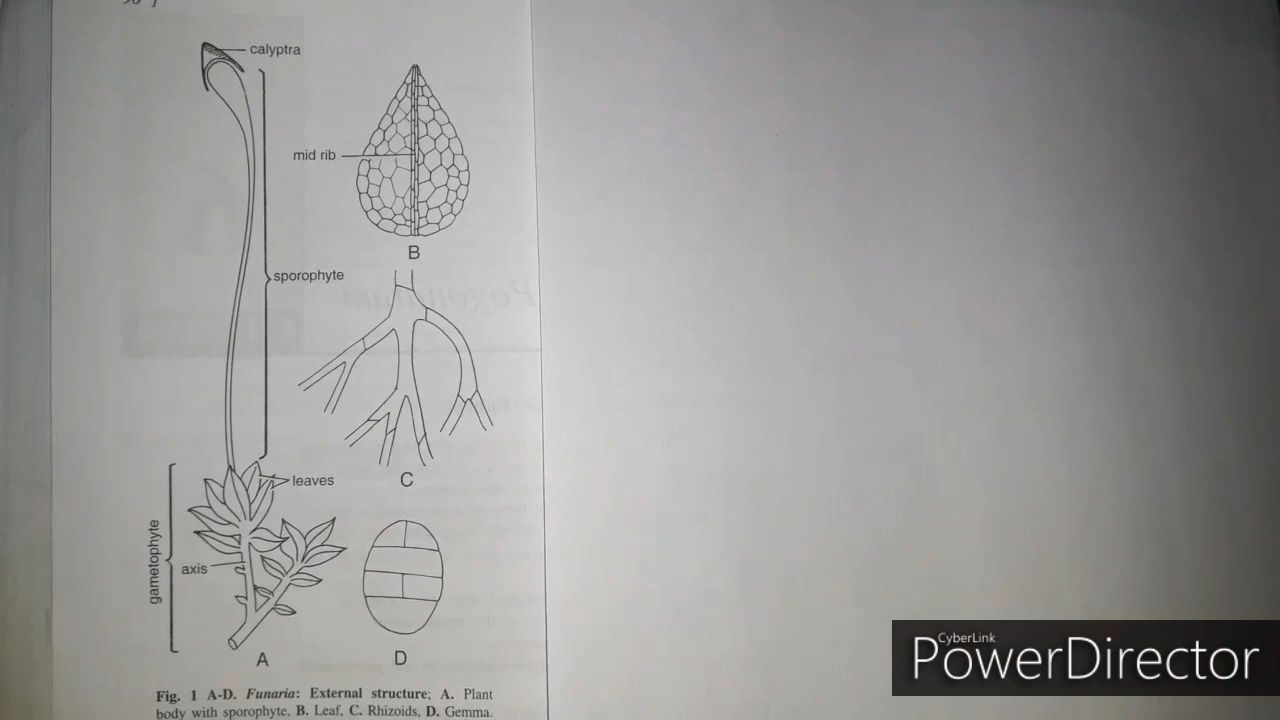 calyptra
mid rib
B
sporophyte
C
leaves
gametophyte
axis
A
D
Fig. 1 A-D. Funaria: External structure; A. Plant
body with sporophyte, B. Leaf, C. Rhizoids, D. Gemma.
Pogonatum
CyberLink
PowerDirector